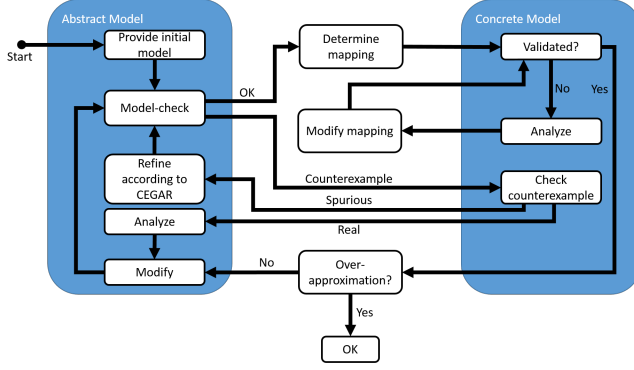 Abstract Model
Concrete Model
Start
Provide initial
model
Determine
mapping
Validated?
OK
No
Yes
Model-check
Modify mapping
Analyze
Refine
according to
CEGAR
Counterexample
Check
counterexample
Spurious
Analyze
Real
Modify
No
Over-
approximation?
Yes
OK